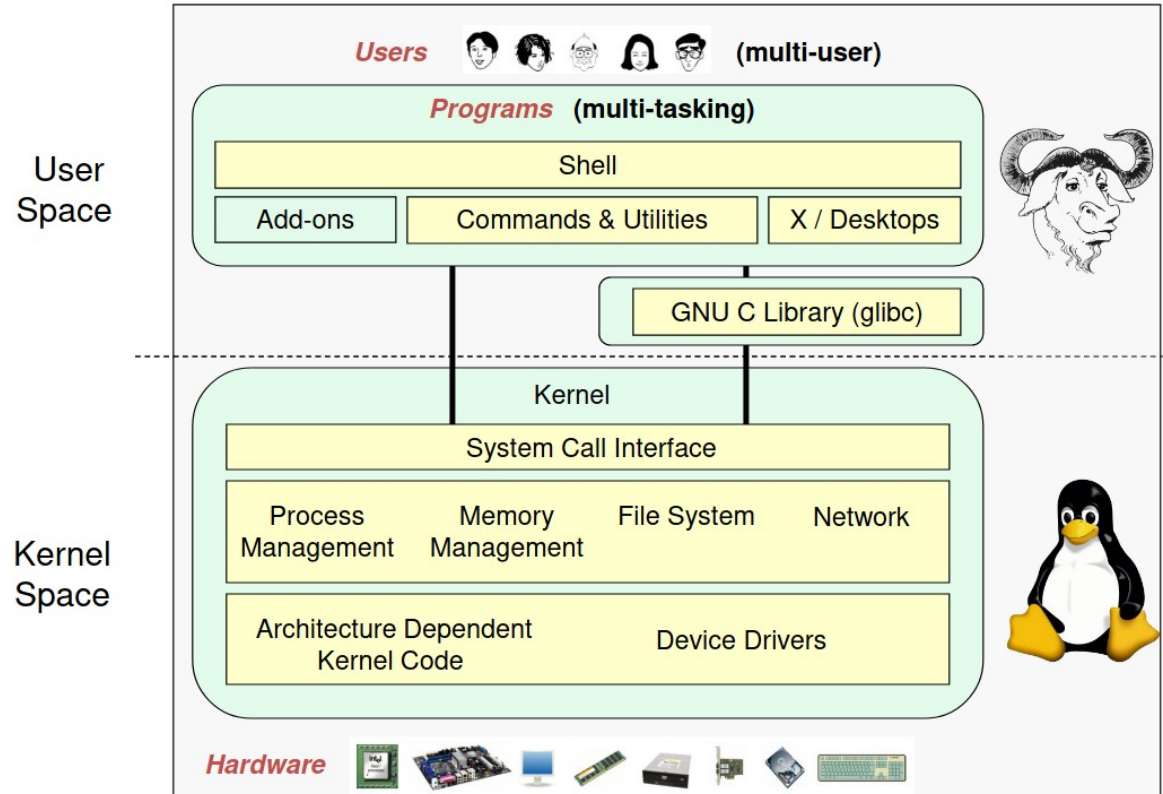 Users (multi-user)
Programs (multi-tasking)
User
Space
Shell
Add-ons
Commands & Utilities
X / Desktops
GNU C Library (glibc)
Kernel
System Call Interface
Kernel
Space
Process
Management
Memory
Management
File System
Network
Architecture Dependent
Kernel Code
Device Drivers
Hardware